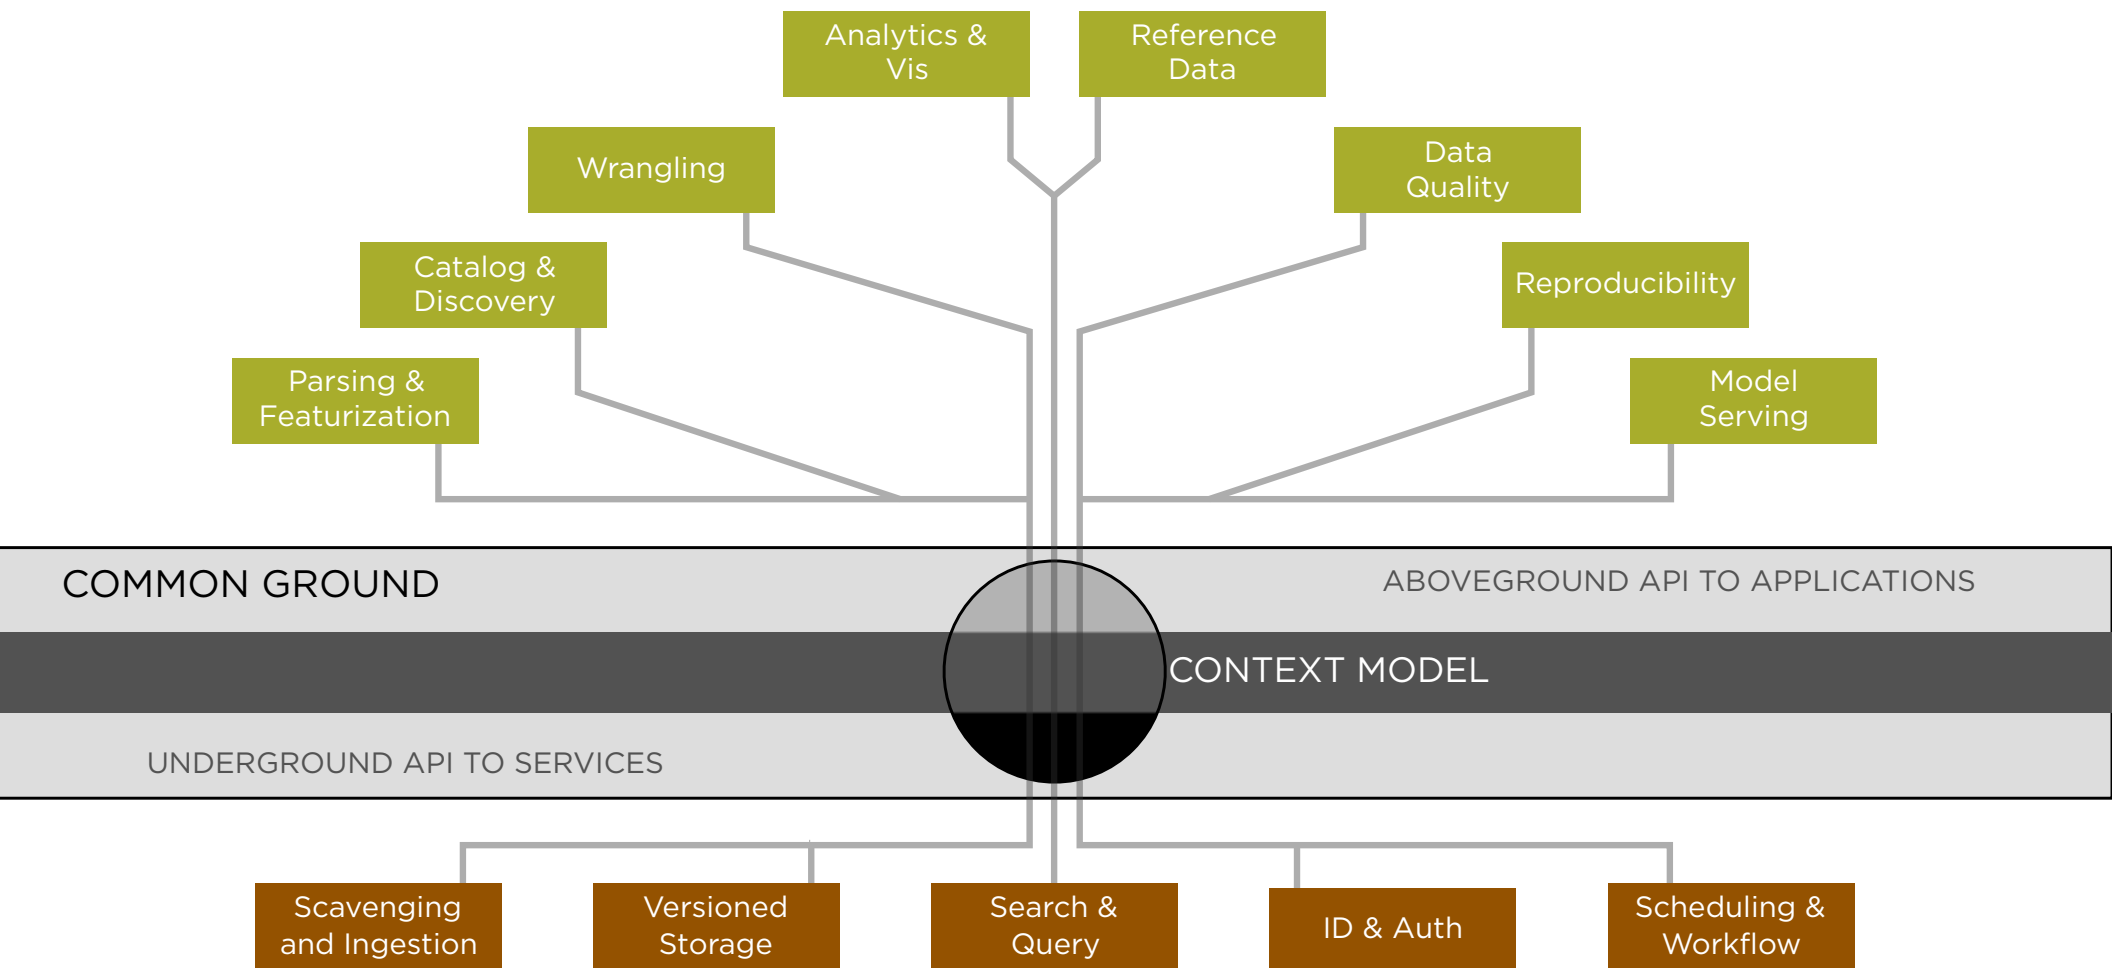 Analytics &
Vis
Reference
Data
Wrangling
Data
Quality
Catalog &
Discovery
Reproducibility
Parsing &
Featurization
Model
Serving
COMMON GROUND
ABOVEGROUND API TO APPLICATIONS
CONTEXT MODEL
UNDERGROUND API TO SERVICES
Scavenging
and Ingestion
Versioned
Storage
Search &
Query
ID & Auth
Scheduling &
Workflow